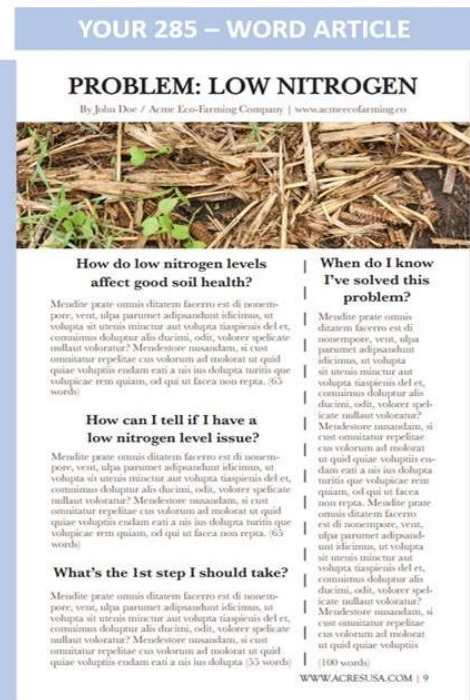 YOUR 285 – WORD ARTICLE
PROBLEM: LOW NITROGEN
By John Doe / Acme Eco-Farming Company | www.acmeecofarming.co
How do low nitrogen levels
affect good soil health?
Mendite prate omnis ditatem facerro est di nonem-
pore, vent, ulpa parumet adipsandunt idicimus, ut
volupta sit utenis minctur aut volupta tiaspienis del et,
comnimus doluptur alis ducimi, odit, volorer spelicate
nullaut voloratur? Mendestore nusandam, si cust
omnitatur repelitae cus volorum ad molorat ut quid
quiae voluptiis endam eati a nis ius dolupta turitis que
volupicae rem quiam, od qui ut facea non repta. (65
words)
How can I tell if I have a
low nitrogen level issue?
Mendite prate omnis ditatem facerro est di nonem-
pore, vent, ulpa parumet adipsandunt idicimus, ut
volupta sit utenis minctur aut volupta tiaspienis del et,
comnimus doluptur alis ducimi, odit, volorer spelicate
nullaut voloratur? Mendestore nusandam, si cust
omnitatur repelitae cus volorum ad molorat ut quid
quiae voluptiis endam eati a nis ius dolupta turitis que
volupicae rem quiam, od qui ut facea non repta. (65
words)
What's the 1st step I should take?
Mendite prate omnis ditatem facerro est di nonem-
pore, vent, ulpa parumet adipsandunt idicimus, ut
volupta sit utenis minctur aut volupta tiaspienis del et,
comnimus doluptur alis ducimi, odit, volorer spelicate
nullaut voloratur? Mendestore nusandam, si cust
omnitatur repelitae cus volorum ad molorat ut quid
quiae voluptiis endam eati a nis ius dolupta (55 words)
When do I know
I've solved this
problem?
Mendite prate omnis
ditatem facerro est di
nonempore, vent, ulpa
parumet adipsandunt
idicimus, ut volupta
sit utenis minctur aut
volupta tiaspienis del et,
comnimus doluptur alis
ducimi, odit, volorer spel-
icate nullaut voloratur?
Mendestore nusandam, si
cust omnitatur repelitae
cus volorum ad molorat
ut quid quiae voluptiis en-
dam eati a nis ius dolupta
turitis que volupicae rem
quiam, od qui ut facea
non repta. Mendite prate
omnis ditatem facerro
est di nonempore, vent,
ulpa parumet adipsand-
unt idicimus, ut volupta
sit utenis minctur aut
volupta tiaspienis del et,
comnimus doluptur alis
ducimi, odit, volorer spel-
icate nullaut voloratur?
Mendestore nusandam, si
cust omnitatur repelitae
cus volorum ad molorat
ut quid quiae voluptiis
(100 words)
WWW.ACRESUSA.COM | 9